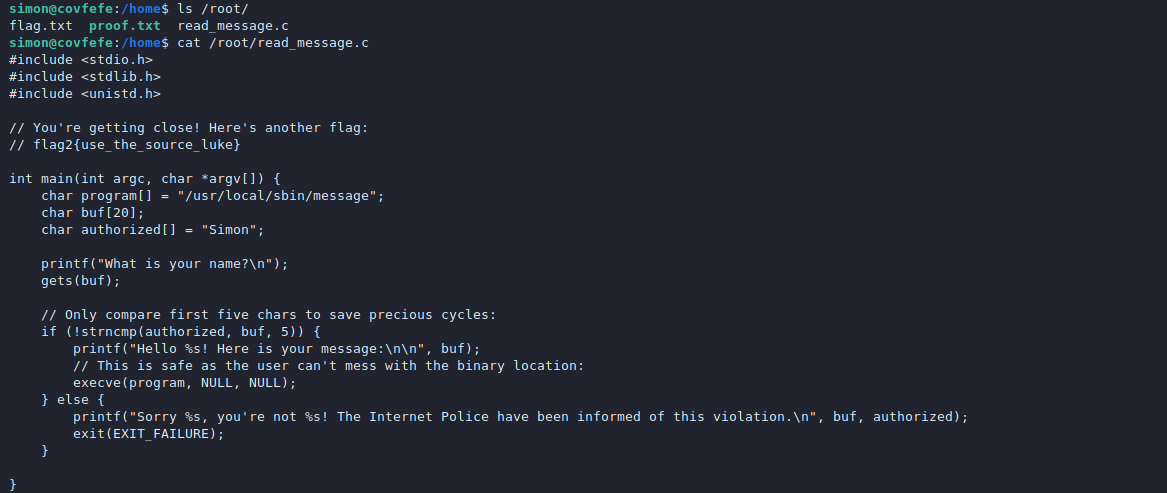 simon@covfefe:/home$ ls /root/
flag.txt  proof.txt  read_message.c
simon@covfefe:/home$ cat /root/read_message.c
#include <stdio.h>
#include <stdlib.h>
#include <unistd.h>

// You're getting close! Here's another flag:
// flag2{use_the_source_luke}

int main(int argc, char *argv[]) {
    char program[] = "/usr/local/sbin/message";
    char buf[20];
    char authorized[] = "Simon";

    printf("What is your name?\n");
    gets(buf);

    // Only compare first five chars to save precious cycles:
    if (!strncmp(authorized, buf, 5)) {
        printf("Hello %s! Here is your message:\n\n", buf);
        // This is safe as the user can't mess with the binary location:
        execve(program, NULL, NULL);
    } else {
        printf("Sorry %s, you're not %s! The Internet Police have been informed of this violation.\n", buf, authorized);
        exit(EXIT_FAILURE);
    }

}